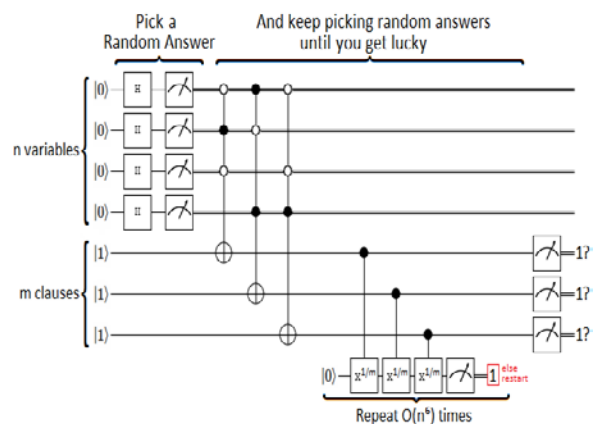 Pick a
Random Answer
And keep picking random answers
until you get lucky
n variables
|0⟩ H
|0⟩ H
|0⟩ H
|0⟩ H
m clauses
|1⟩ 1?
|1⟩ 1?
|1⟩ 1?
|0⟩ X^1/m X^1/m X^1/m 1 else
restart
Repeat O(n⁶) times